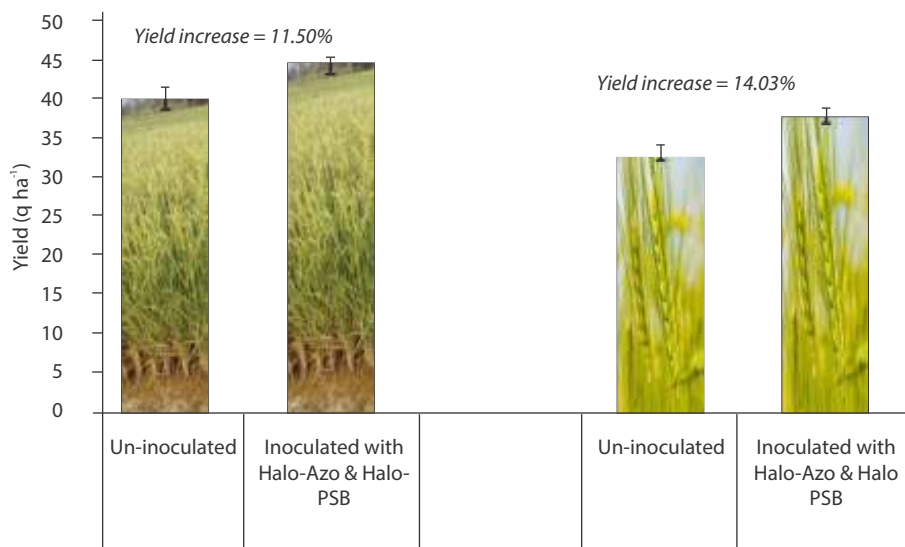 50
Yield increase = 11.50%
45
Yield increase = 14.03%
40
35
30
25
20
15
10
5
0
Yield (q ha⁻¹)
Un-inoculated
Inoculated with
Halo-Azo & Halo-
PSB
Un-inoculated
Inoculated with
Halo-Azo & Halo
PSB